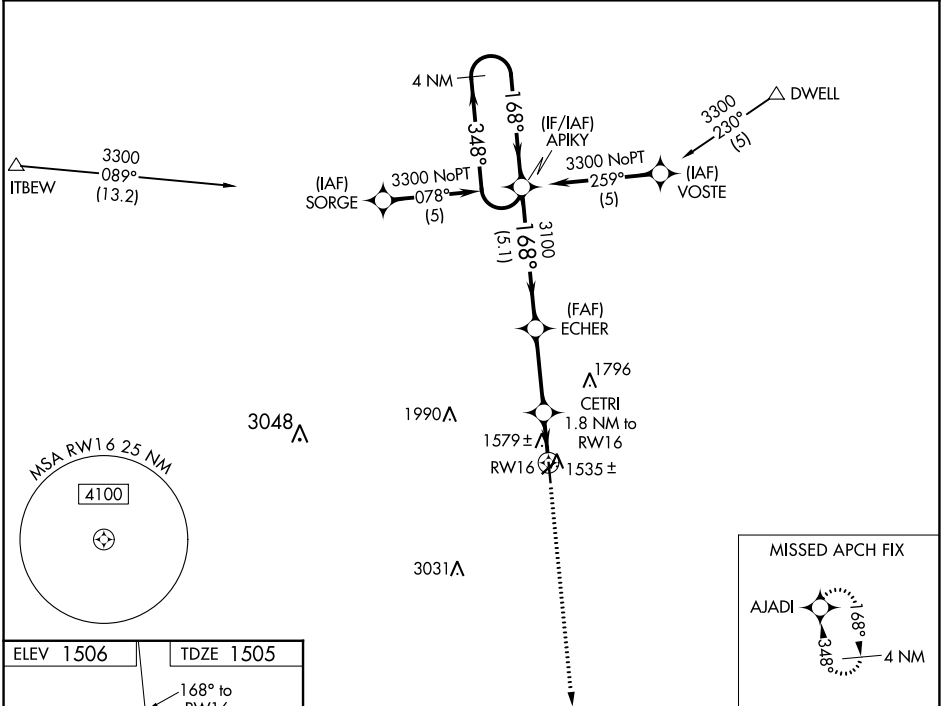 4 NM
168°
348°
(IF/IAF)
APIKY
DWELL
3300
230°
(5)
ITBEW
3300
089°
(13.2)
(IAF)
SORGE
3300 NoPT
078°
(5)
3300 NoPT
259°
(5)
(IAF)
VOSTE
3100
168°
(5.1)
(FAF)
ECHER
1796
CETRI
1.8 NM to
RW16
3048
1990
1579 ±
RW16
1535 ±
MSA RW16 25 NM
4100
3031
MISSED APCH FIX
AJADI
168°
348°
4 NM
ELEV 1506
TDZE 1505
168° to
RW16